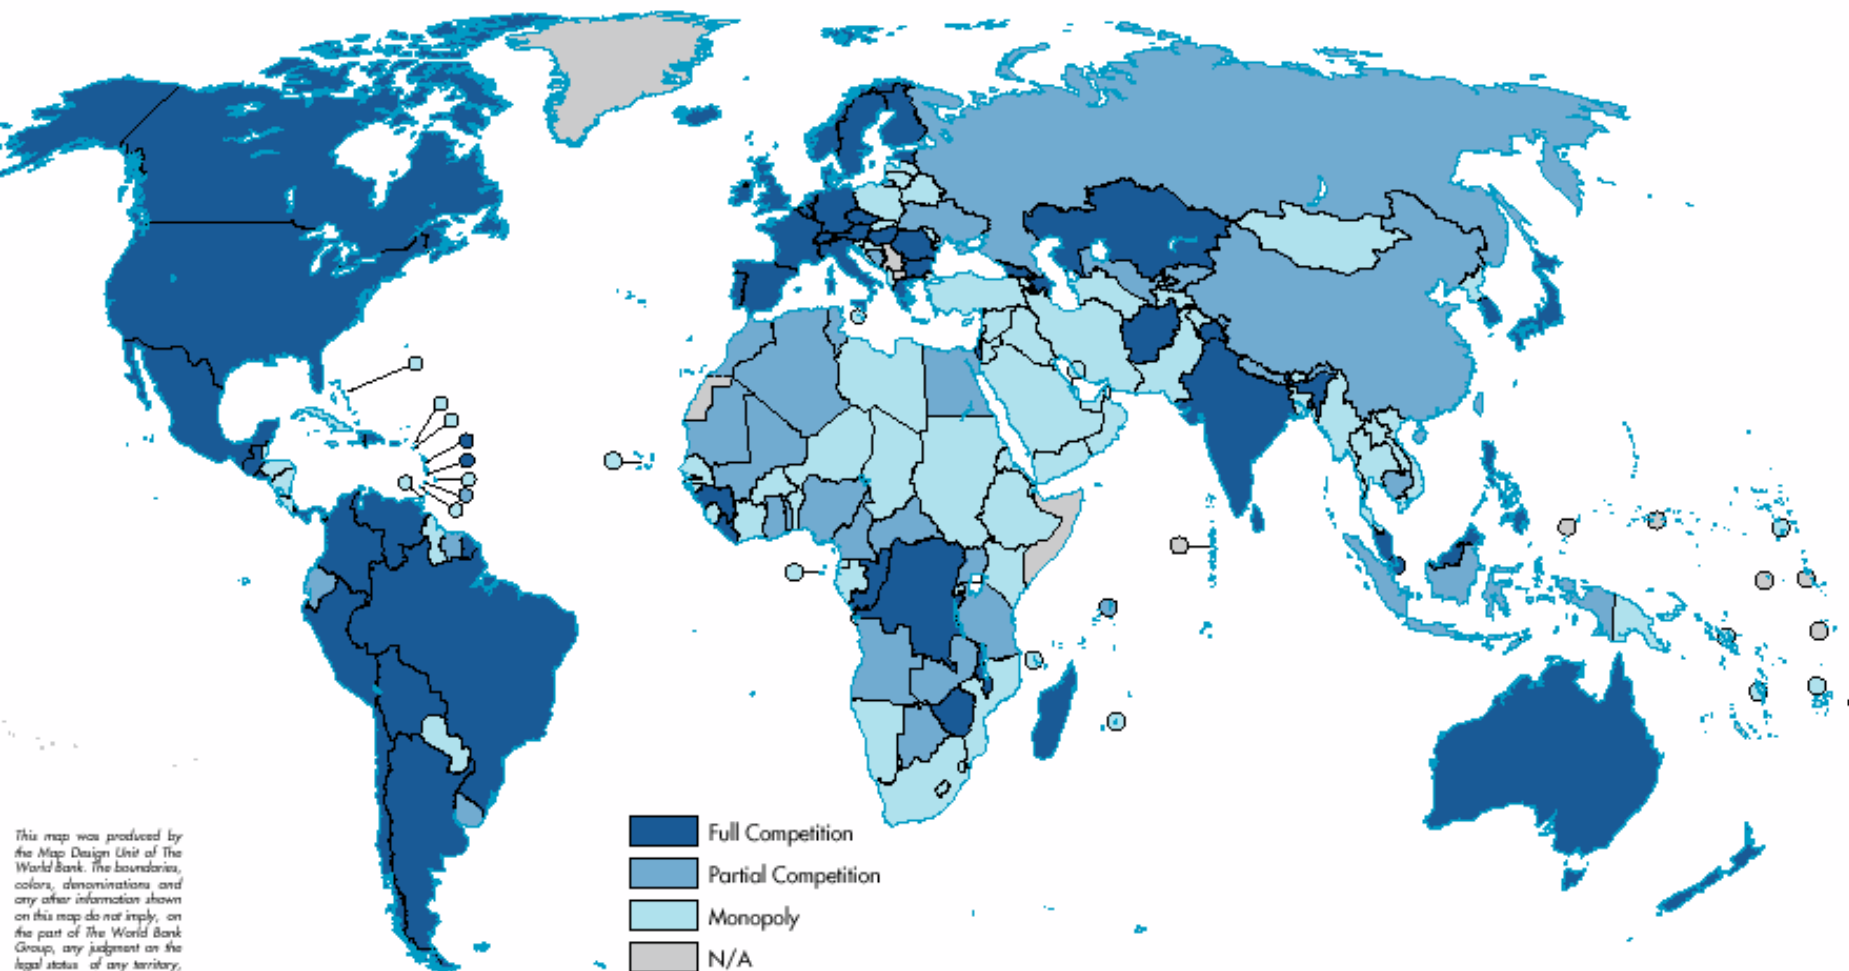 This map was produced by
the Map Design Unit of The
World Bank. The boundaries,
colors, denominations and
any other information shown
on this map do not imply, on
the part of The World Bank
Group, any judgment on the
legal status of any territory,
Full Competition
Partial Competition
Monopoly
N/A